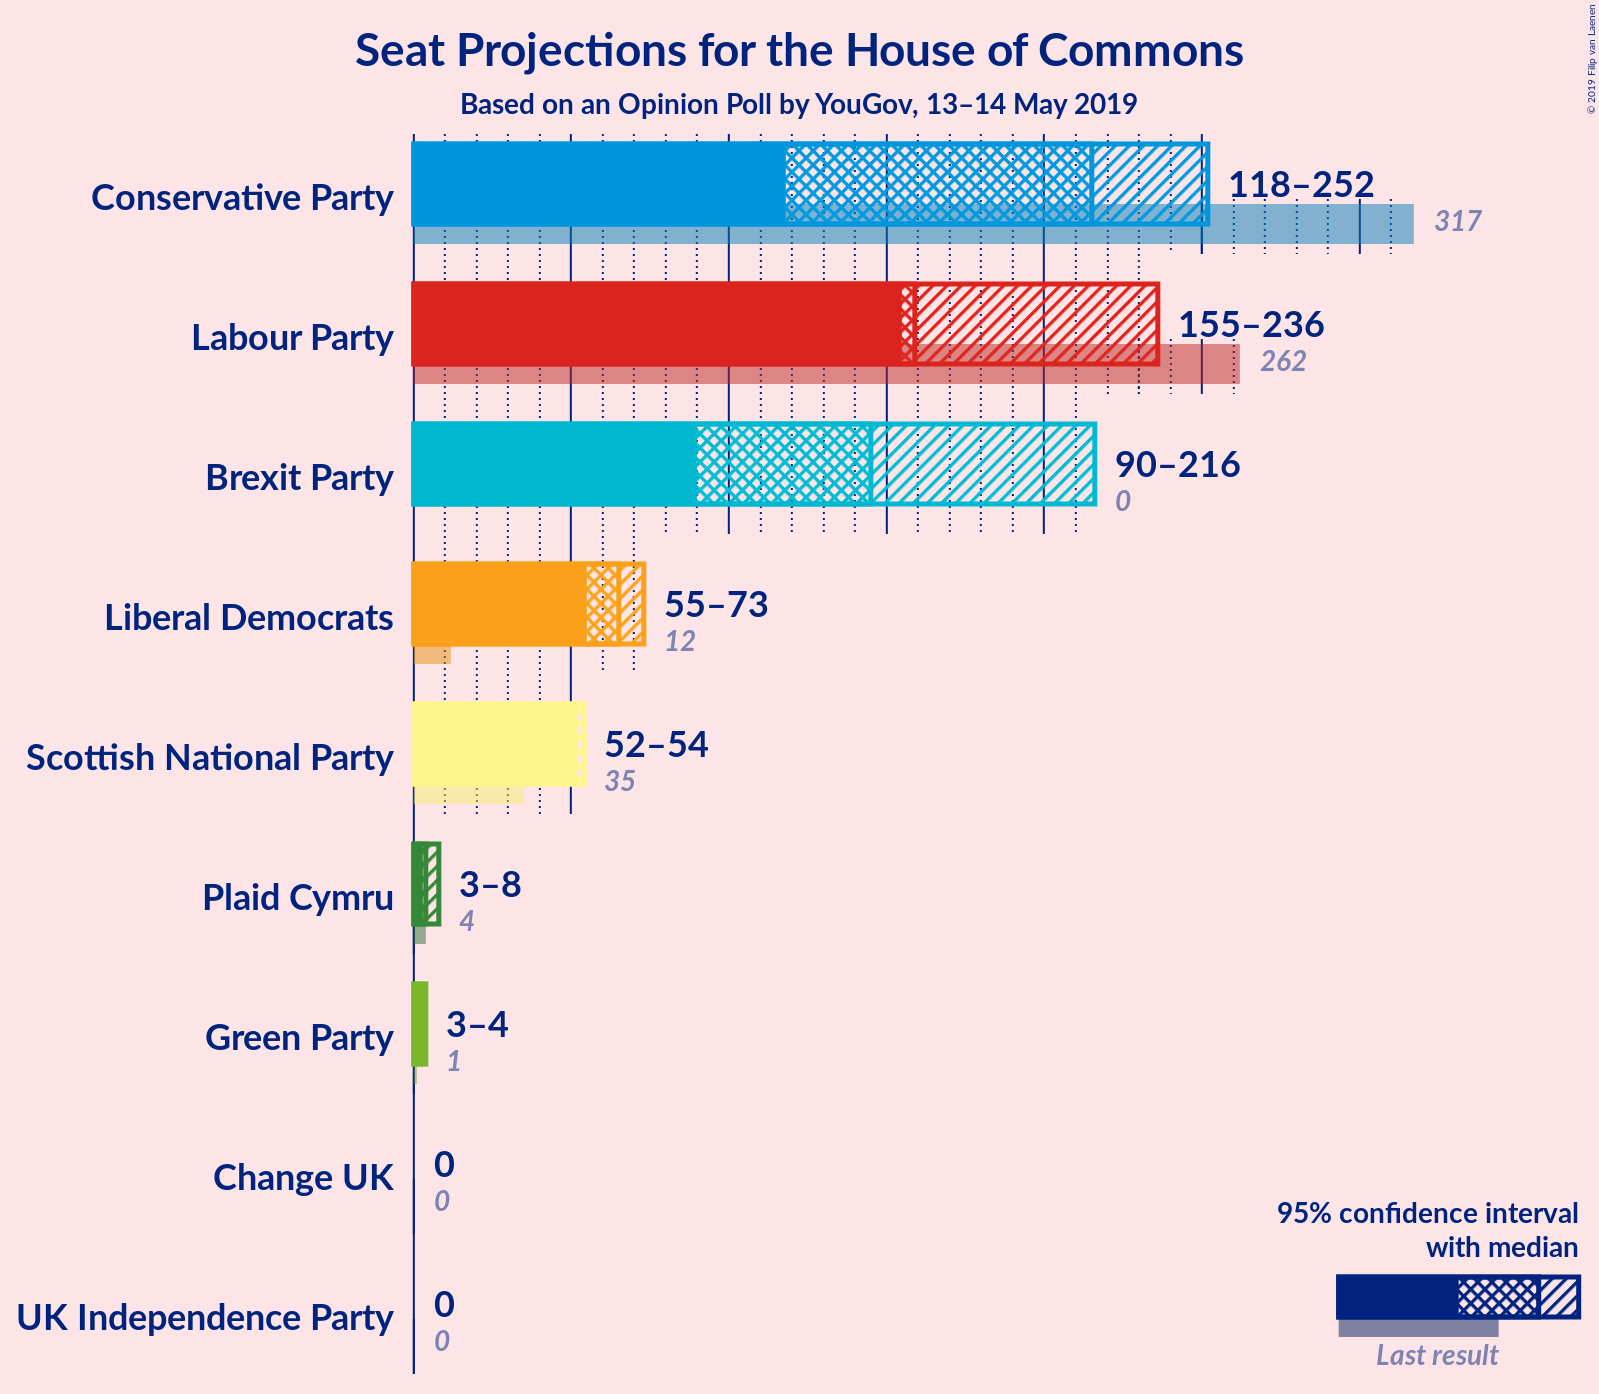 Seat Projections for the House of Commons
Based on an Opinion Poll by YouGov, 13–14 May 2019
© 2019 Filip van Laenen
Conservative Party
118–252
317
Labour Party
155–236
262
Brexit Party
90–216
0
Liberal Democrats
55–73
12
Scottish National Party
52–54
35
Plaid Cymru
3–8
4
Green Party
3–4
1
Change UK
0
0
UK Independence Party
0
0
95% confidence interval
with median
Last result